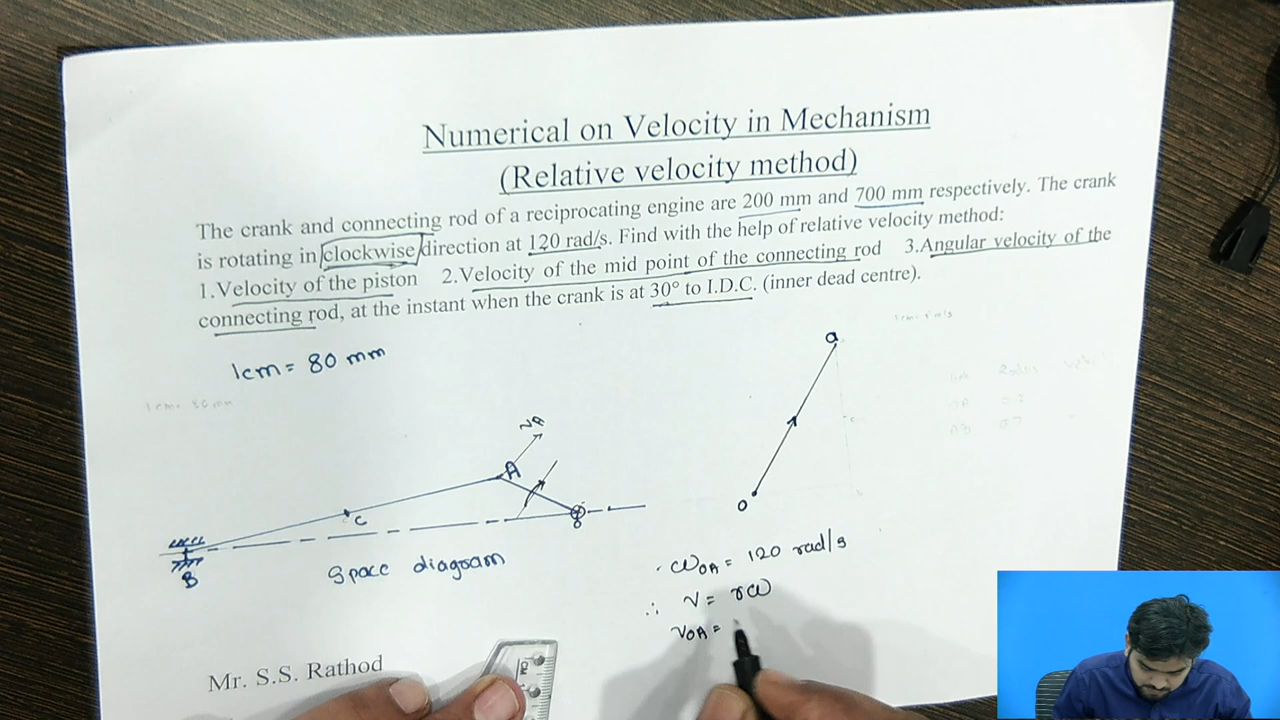 Numerical on Velocity in Mechanism
(Relative velocity method)
The crank and connecting rod of a reciprocating engine are 200 mm and 700 mm respectively. The crank
is rotating in clockwise direction at 120 rad/s. Find with the help of relative velocity method:
1.Velocity of the piston 2.Velocity of the mid point of the connecting rod 3.Angular velocity of the
connecting rod, at the instant when the crank is at 30° to I.D.C. (inner dead centre).
1cm = 80 mm
1cm = 80 mm
a
VA
A
C
O
B
Space diagram
o
ωOA = 120 rad/s
∴ v = rω
vOA =
Mr. S.S. Rathod